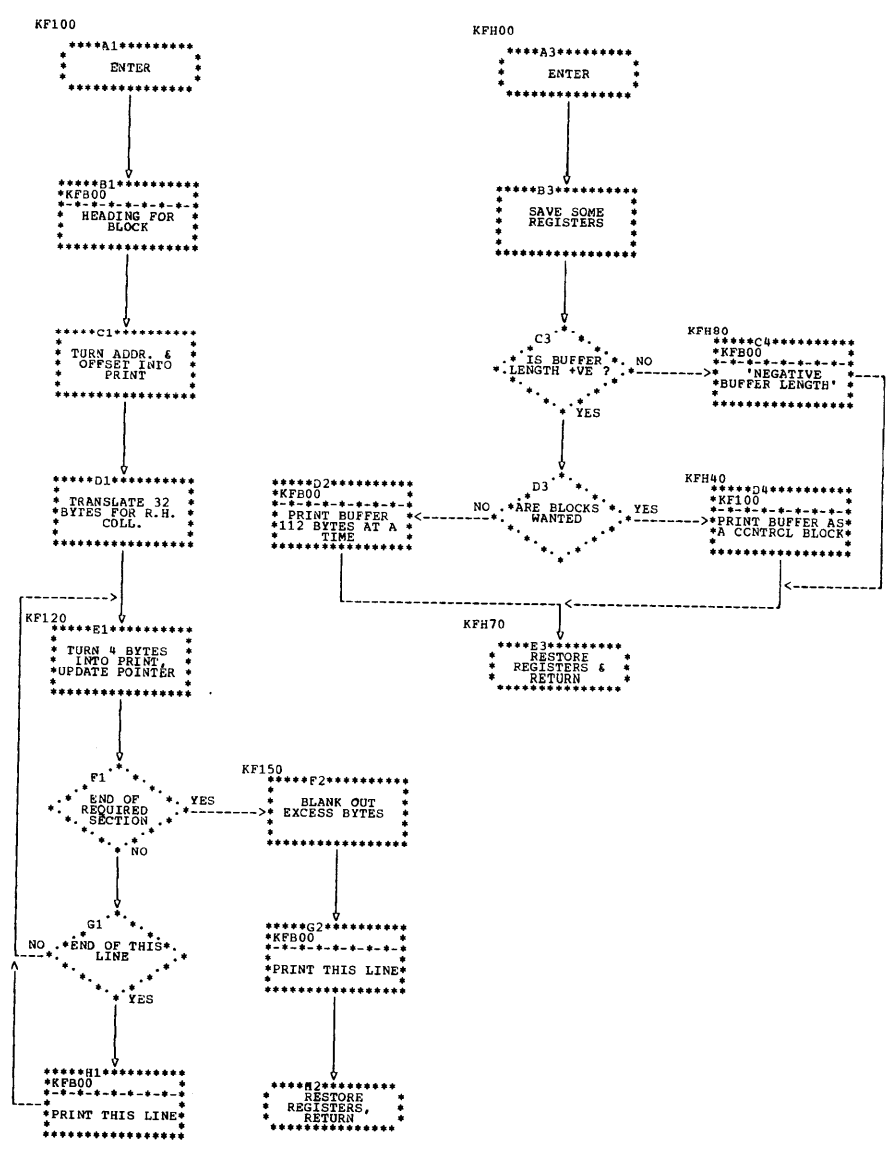 KF100
A1
ENTER
B1
KFB00
HEADING FOR
BLOCK
C1
TURN ADDR. &
OFFSET INTO
PRINT
D1
TRANSLATE 32
BYTES FOR R.H.
COLL.
KF120
E1
TURN 4 BYTES
INTO PRINT,
UPDATE POINTER
F1
END OF
REQUIRED
SECTION
YES
NO
KF150
F2
BLANK OUT
EXCESS BYTES
G1
END OF THIS
LINE
NO
YES
G2
KFB00
PRINT THIS LINE
H1
KFB00
PRINT THIS LINE
H2
RESTORE
REGISTERS,
RETURN
KFH00
A3
ENTER
B3
SAVE SOME
REGISTERS
C3
IS BUFFER
LENGTH +VE ?
NO
YES
KFH80
C4
KFB00
'NEGATIVE
BUFFER LENGTH'
D3
ARE BLOCKS
WANTED
NO
YES
D2
KFB00
PRINT BUFFER
112 BYTES AT A
TIME
KFH40
D4
KF100
PRINT BUFFER AS
A CONTROL BLOCK
KFH70
E3
RESTORE
REGISTERS &
RETURN